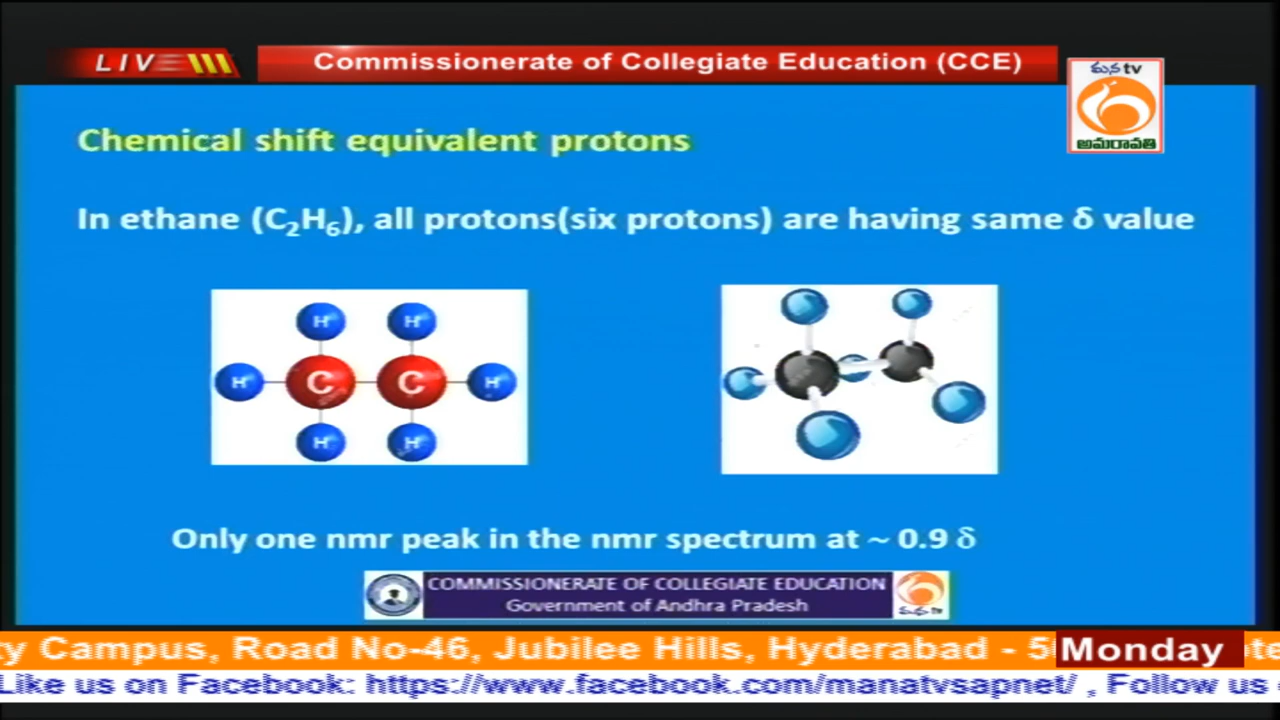 LIVE
Commissionerate of Collegiate Education (CCE)
మన tv
అమరావతి
Chemical shift equivalent protons
In ethane (C₂H₆), all protons(six protons) are having same δ value
H H
H C C H
H H
Only one nmr peak in the nmr spectrum at ~ 0.9 δ
COMMISSIONERATE OF COLLEGIATE EDUCATION
Government of Andhra Pradesh
మన tv
Campus, Road No-46, Jubilee Hills, Hyderabad - Monday
Like us on Facebook: https://www.facebook.com/manatvsapnet/ , Follow us